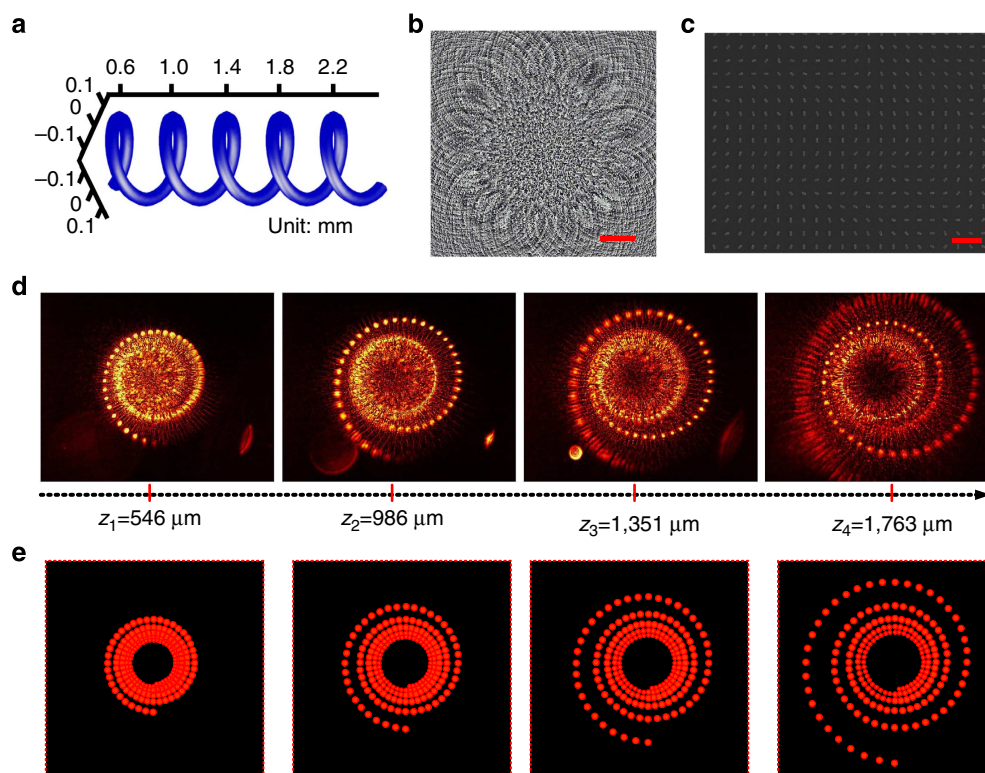 a
0.6 1.0 1.4 1.8 2.2
0.1
0
−0.1
−0.1
0
0.1
Unit: mm
b
c
d
z1=546 µm
z2=986 µm
z3=1,351 µm
z4=1,763 µm
e